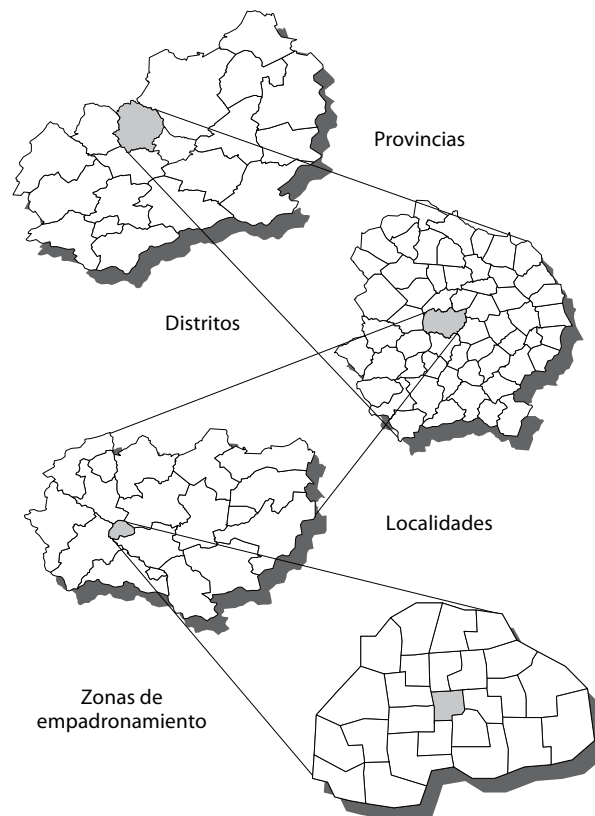 Provincias
Distritos
Localidades
Zonas de
empadronamiento